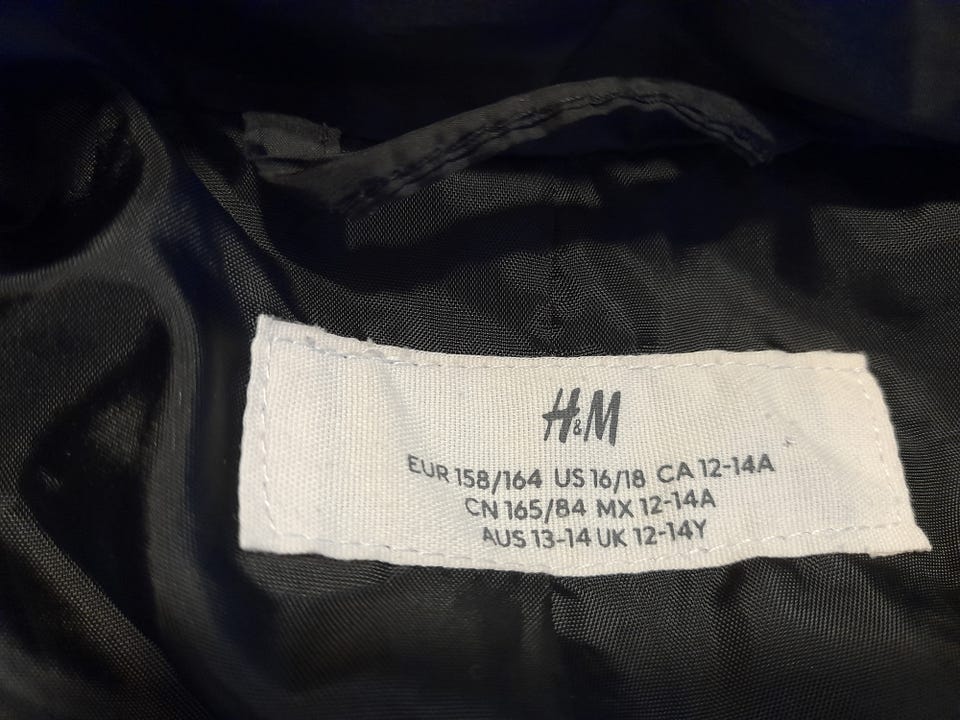 H&M
EUR 158/164 US 16/18 CA 12-14A
CN 165/84 MX 12-14A
AUS 13-14 UK 12-14Y